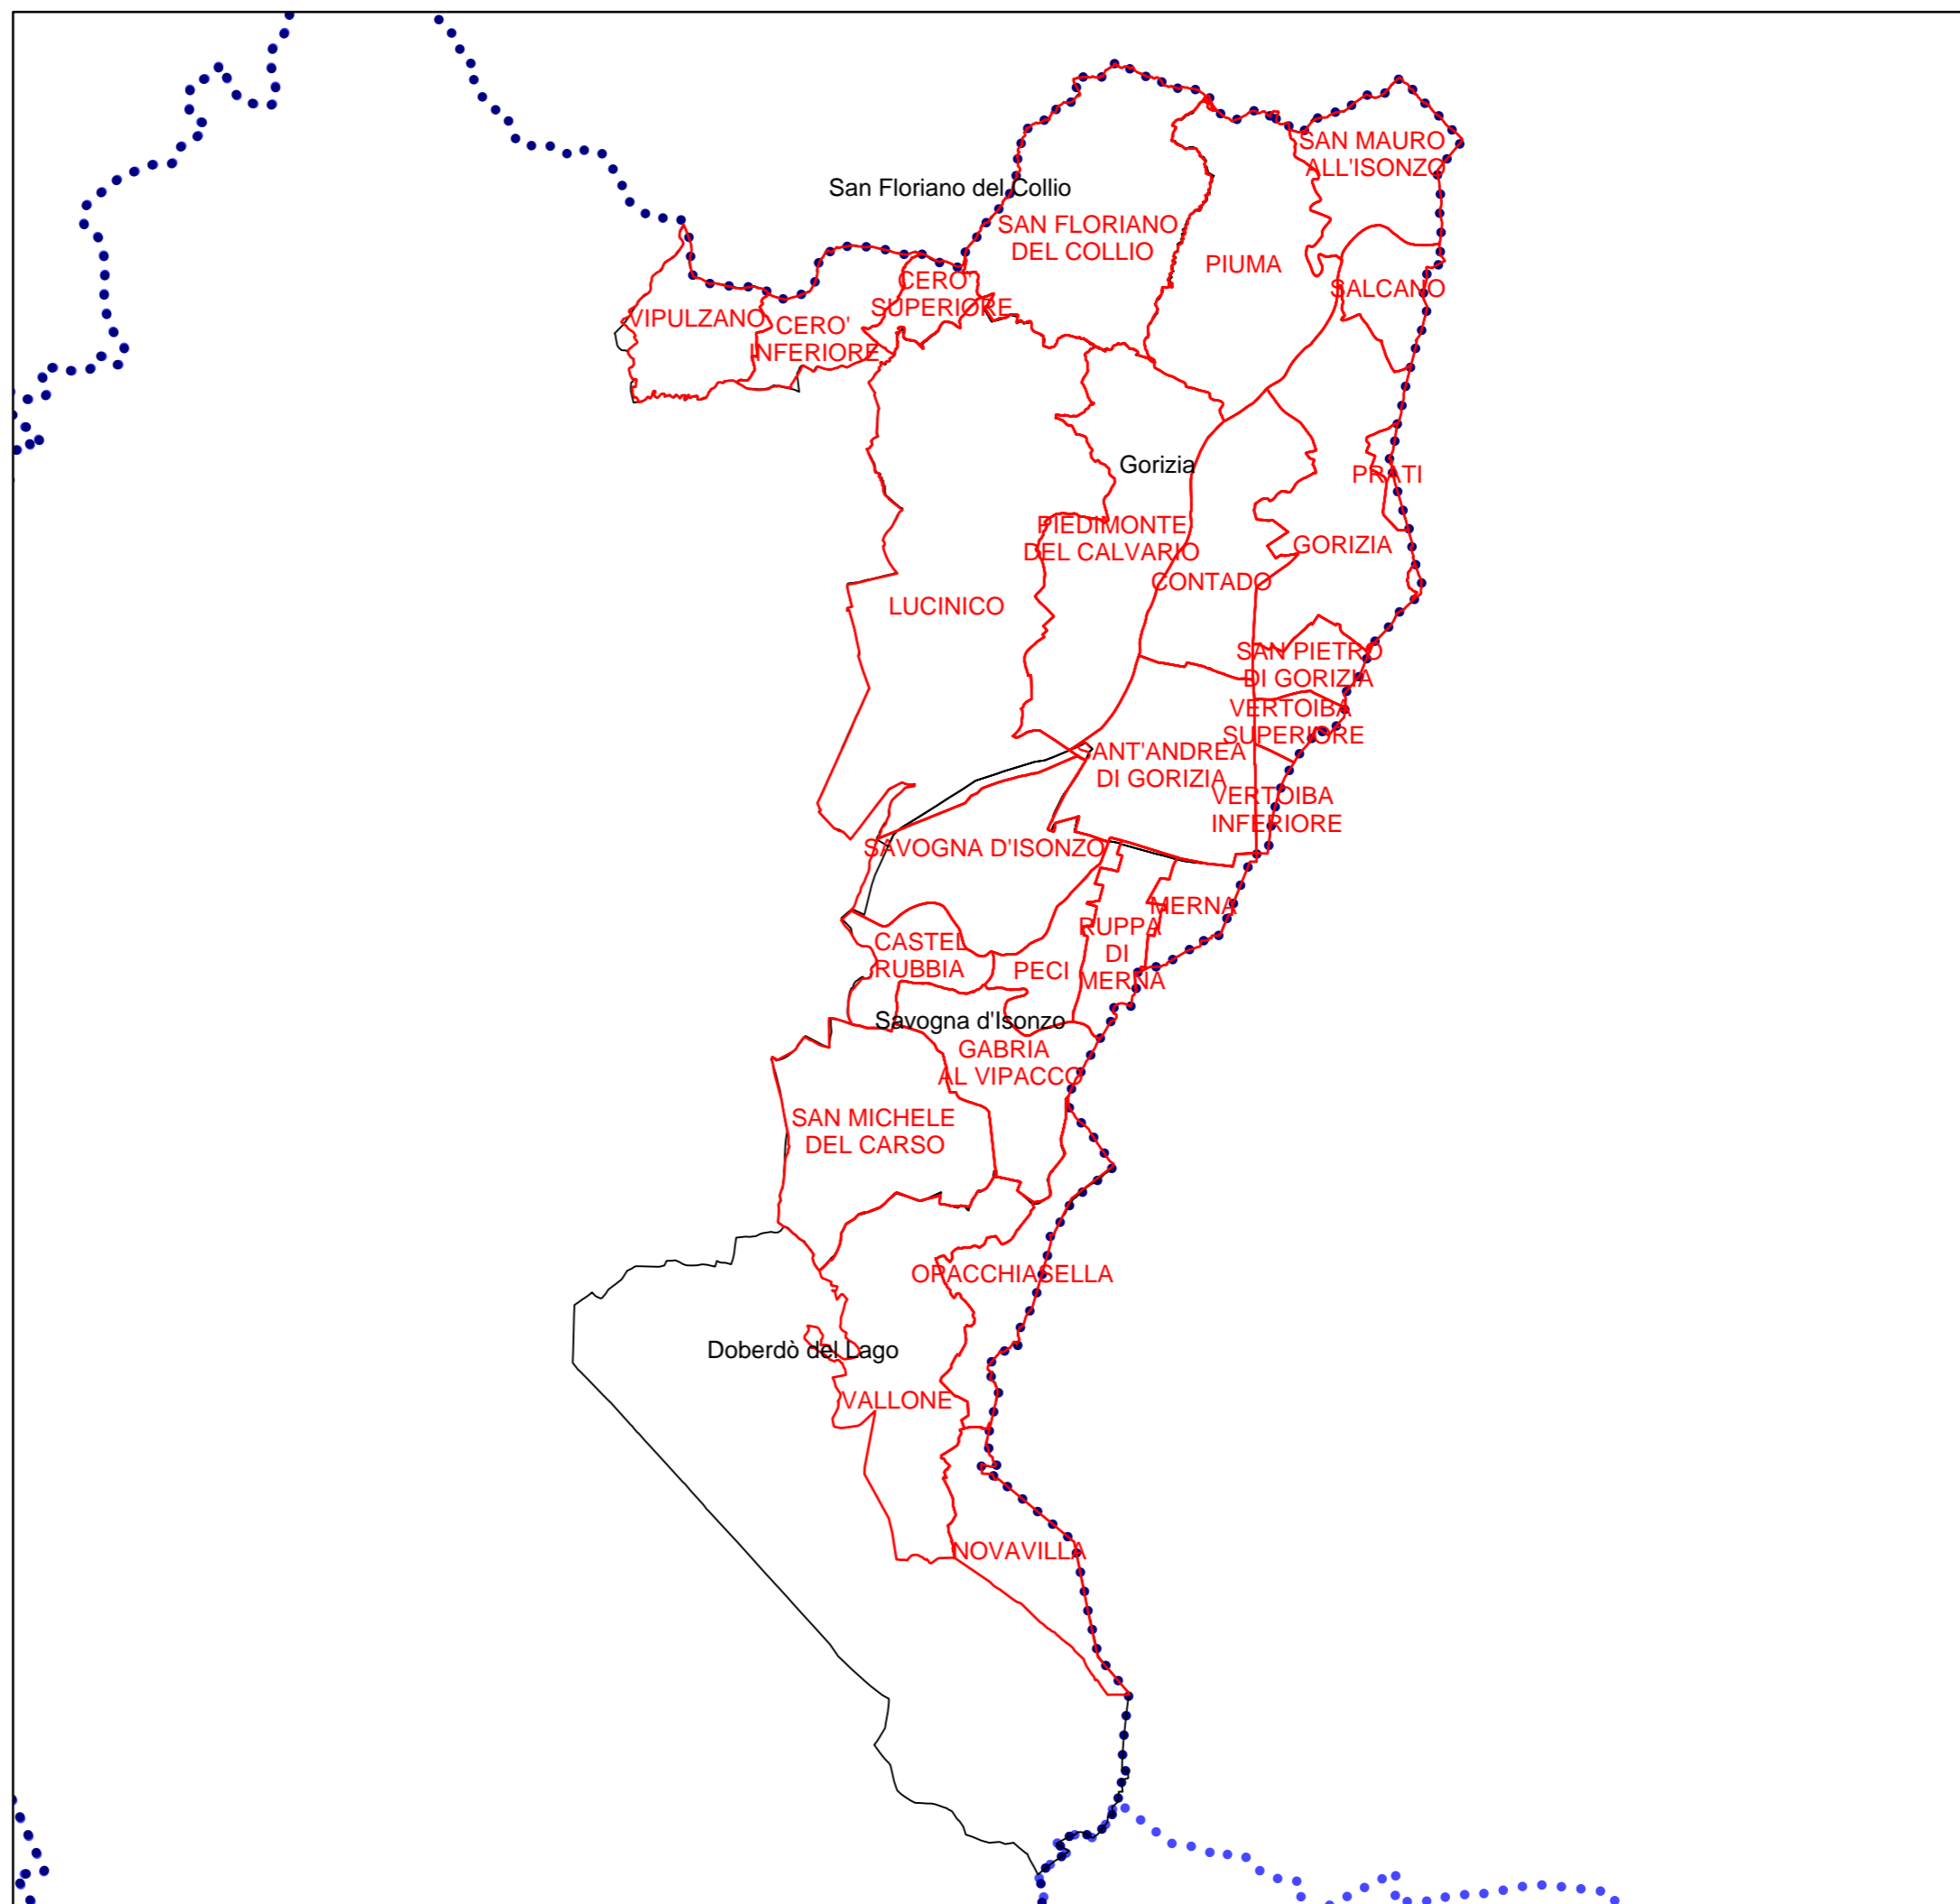 SAN MAURO
ALL'ISONZO
San Floriano del Collio
SAN FLORIANO
DEL COLLIO
PIUMA
CERO'
SUPERIORE
SALCANO
VIPULZANO
CERO'
INFERIORE
Gorizia
PRATI
PIEDIMONTE
DEL CALVARIO
GORIZIA
CONTADO
LUCINICO
SAN PIETRO
DI GORIZIA
VERTOIBA
SUPERIORE
ANT'ANDREA
DI GORIZIA
VERTOIBA
INFERIORE
SAVOGNA D'ISONZO
MERNA
RUPPA
DI
MERNA
CASTEL
RUBBIA
PECI
Savogna d'Isonzo
GABRIA
AL VIPACCO
SAN MICHELE
DEL CARSO
OPACCHIASELLA
Doberdò del Lago
VALLONE
NOVAVILLA